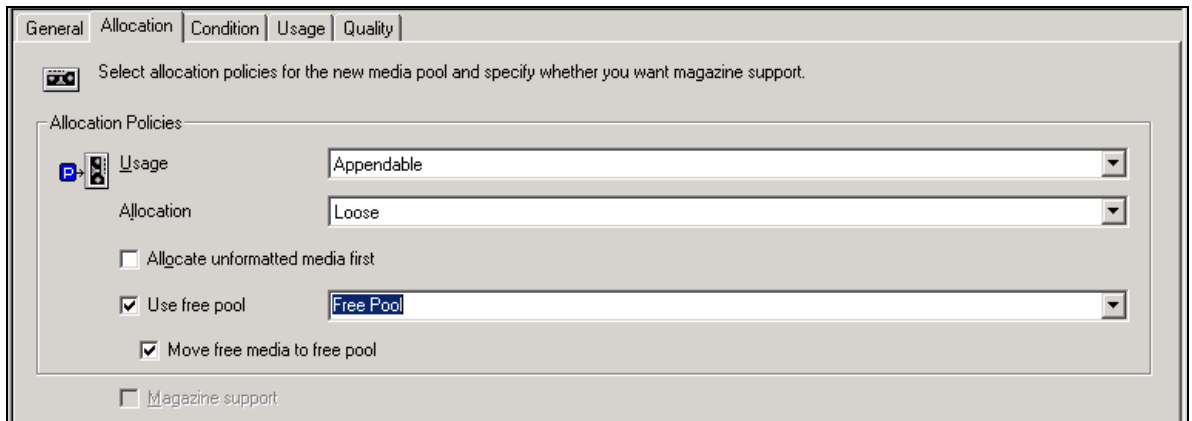 General Allocation Condition Usage Quality
Select allocation policies for the new media pool and specify whether you want magazine support.
Allocation Policies
P Usage Appendable
Allocation Loose
Allocate unformatted media first
Use free pool Free Pool
Move free media to free pool
Magazine support